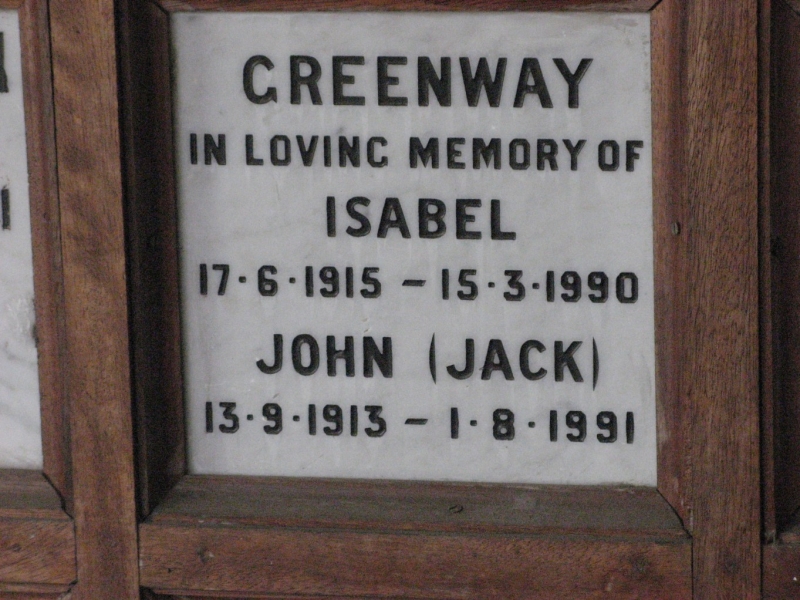 GREENWAY
IN LOVING MEMORY OF
ISABEL
17·6·1915 – 15·3·1990
JOHN (JACK)
13·9·1913 – 1·8·1991